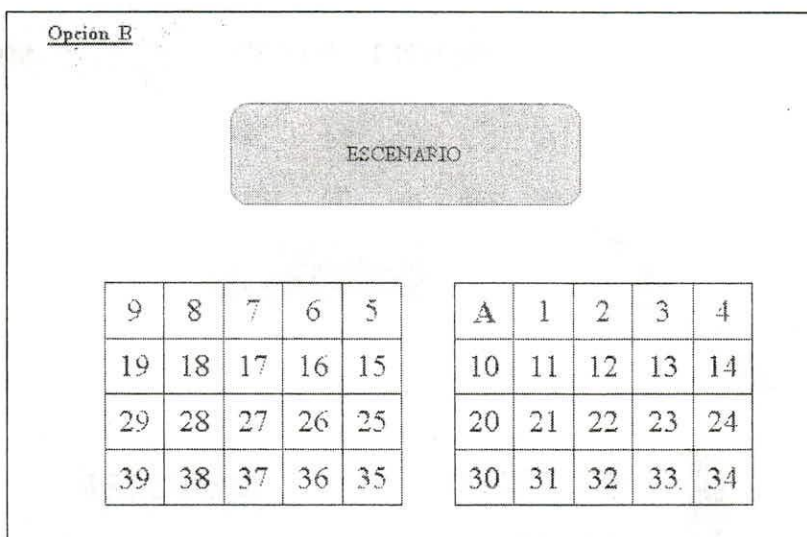 Opción B
ESCENARIO
9 8 7 6 5 A 1 2 3 4
19 18 17 16 15 10 11 12 13 14
29 28 27 26 25 20 21 22 23 24
39 38 37 36 35 30 31 32 33 34